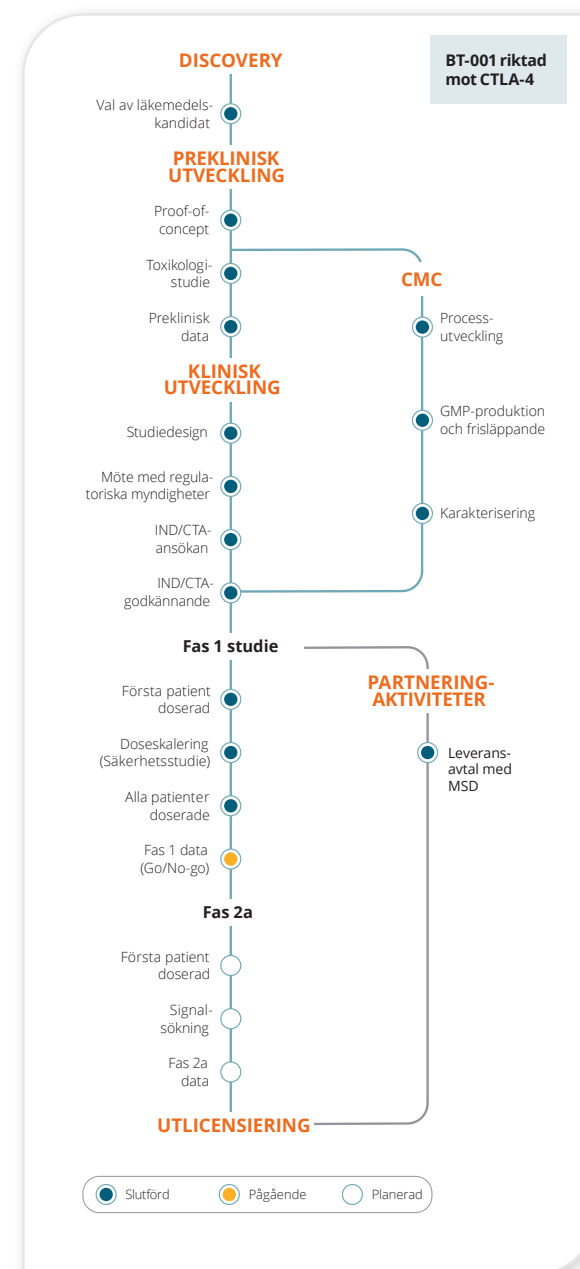 DISCOVERY
BT-001 riktad
mot CTLA-4
Val av läkemedels-
kandidat
PREKLINISK
UTVECKLING
Proof-of-
concept
Toxikologi-
studie
Preklinisk
data
CMC
Process-
utveckling
GMP-produktion
och frisläppande
Karakterisering
KLINISK
UTVECKLING
Studiedesign
Möte med regula-
toriska myndigheter
IND/CTA-
ansökan
IND/CTA-
godkännande
Fas 1 studie
Första patient
doserad
Doseskalering
(Säkerhetsstudie)
Alla patienter
doserade
Fas 1 data
(Go/No-go)
PARTNERING-
AKTIVITETER
Leverans-
avtal med
MSD
Fas 2a
Första patient
doserad
Signal-
sökning
Fas 2a
data
UTLICENSIERING
Slutförd
Pågående
Planerad